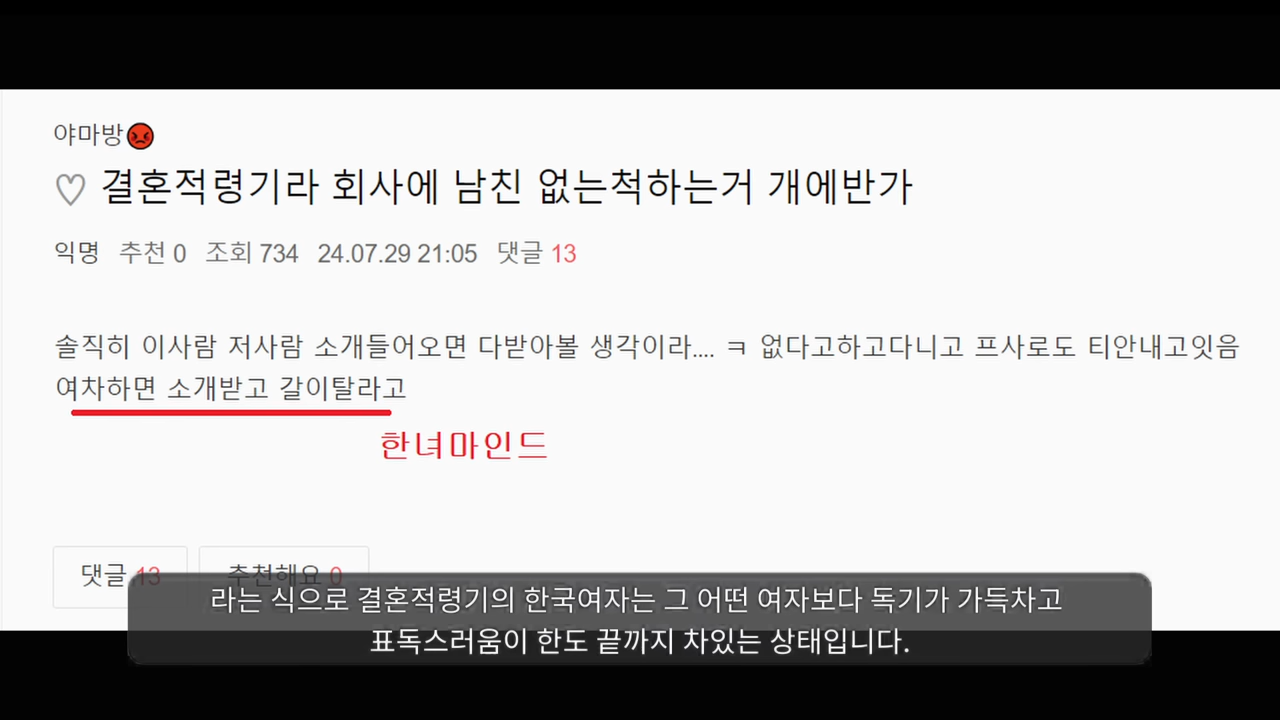 야마방😡
♡ 결혼적령기라 회사에 남친 없는척하는거 개에반가
익명 추천 0 조회 734 24.07.29 21:05 댓글 13
솔직히 이사람 저사람 소개들어오면 다받아볼 생각이라.... ㅋ 없다고하고다니고 프사로도 티안내고잇음
여차하면 소개받고 갈이탈라고
한녀마인드
댓글 13 추천해요 0
라는 식으로 결혼적령기의 한국여자는 그 어떤 여자보다 독기가 가득차고
표독스러움이 한도 끝까지 차있는 상태입니다.